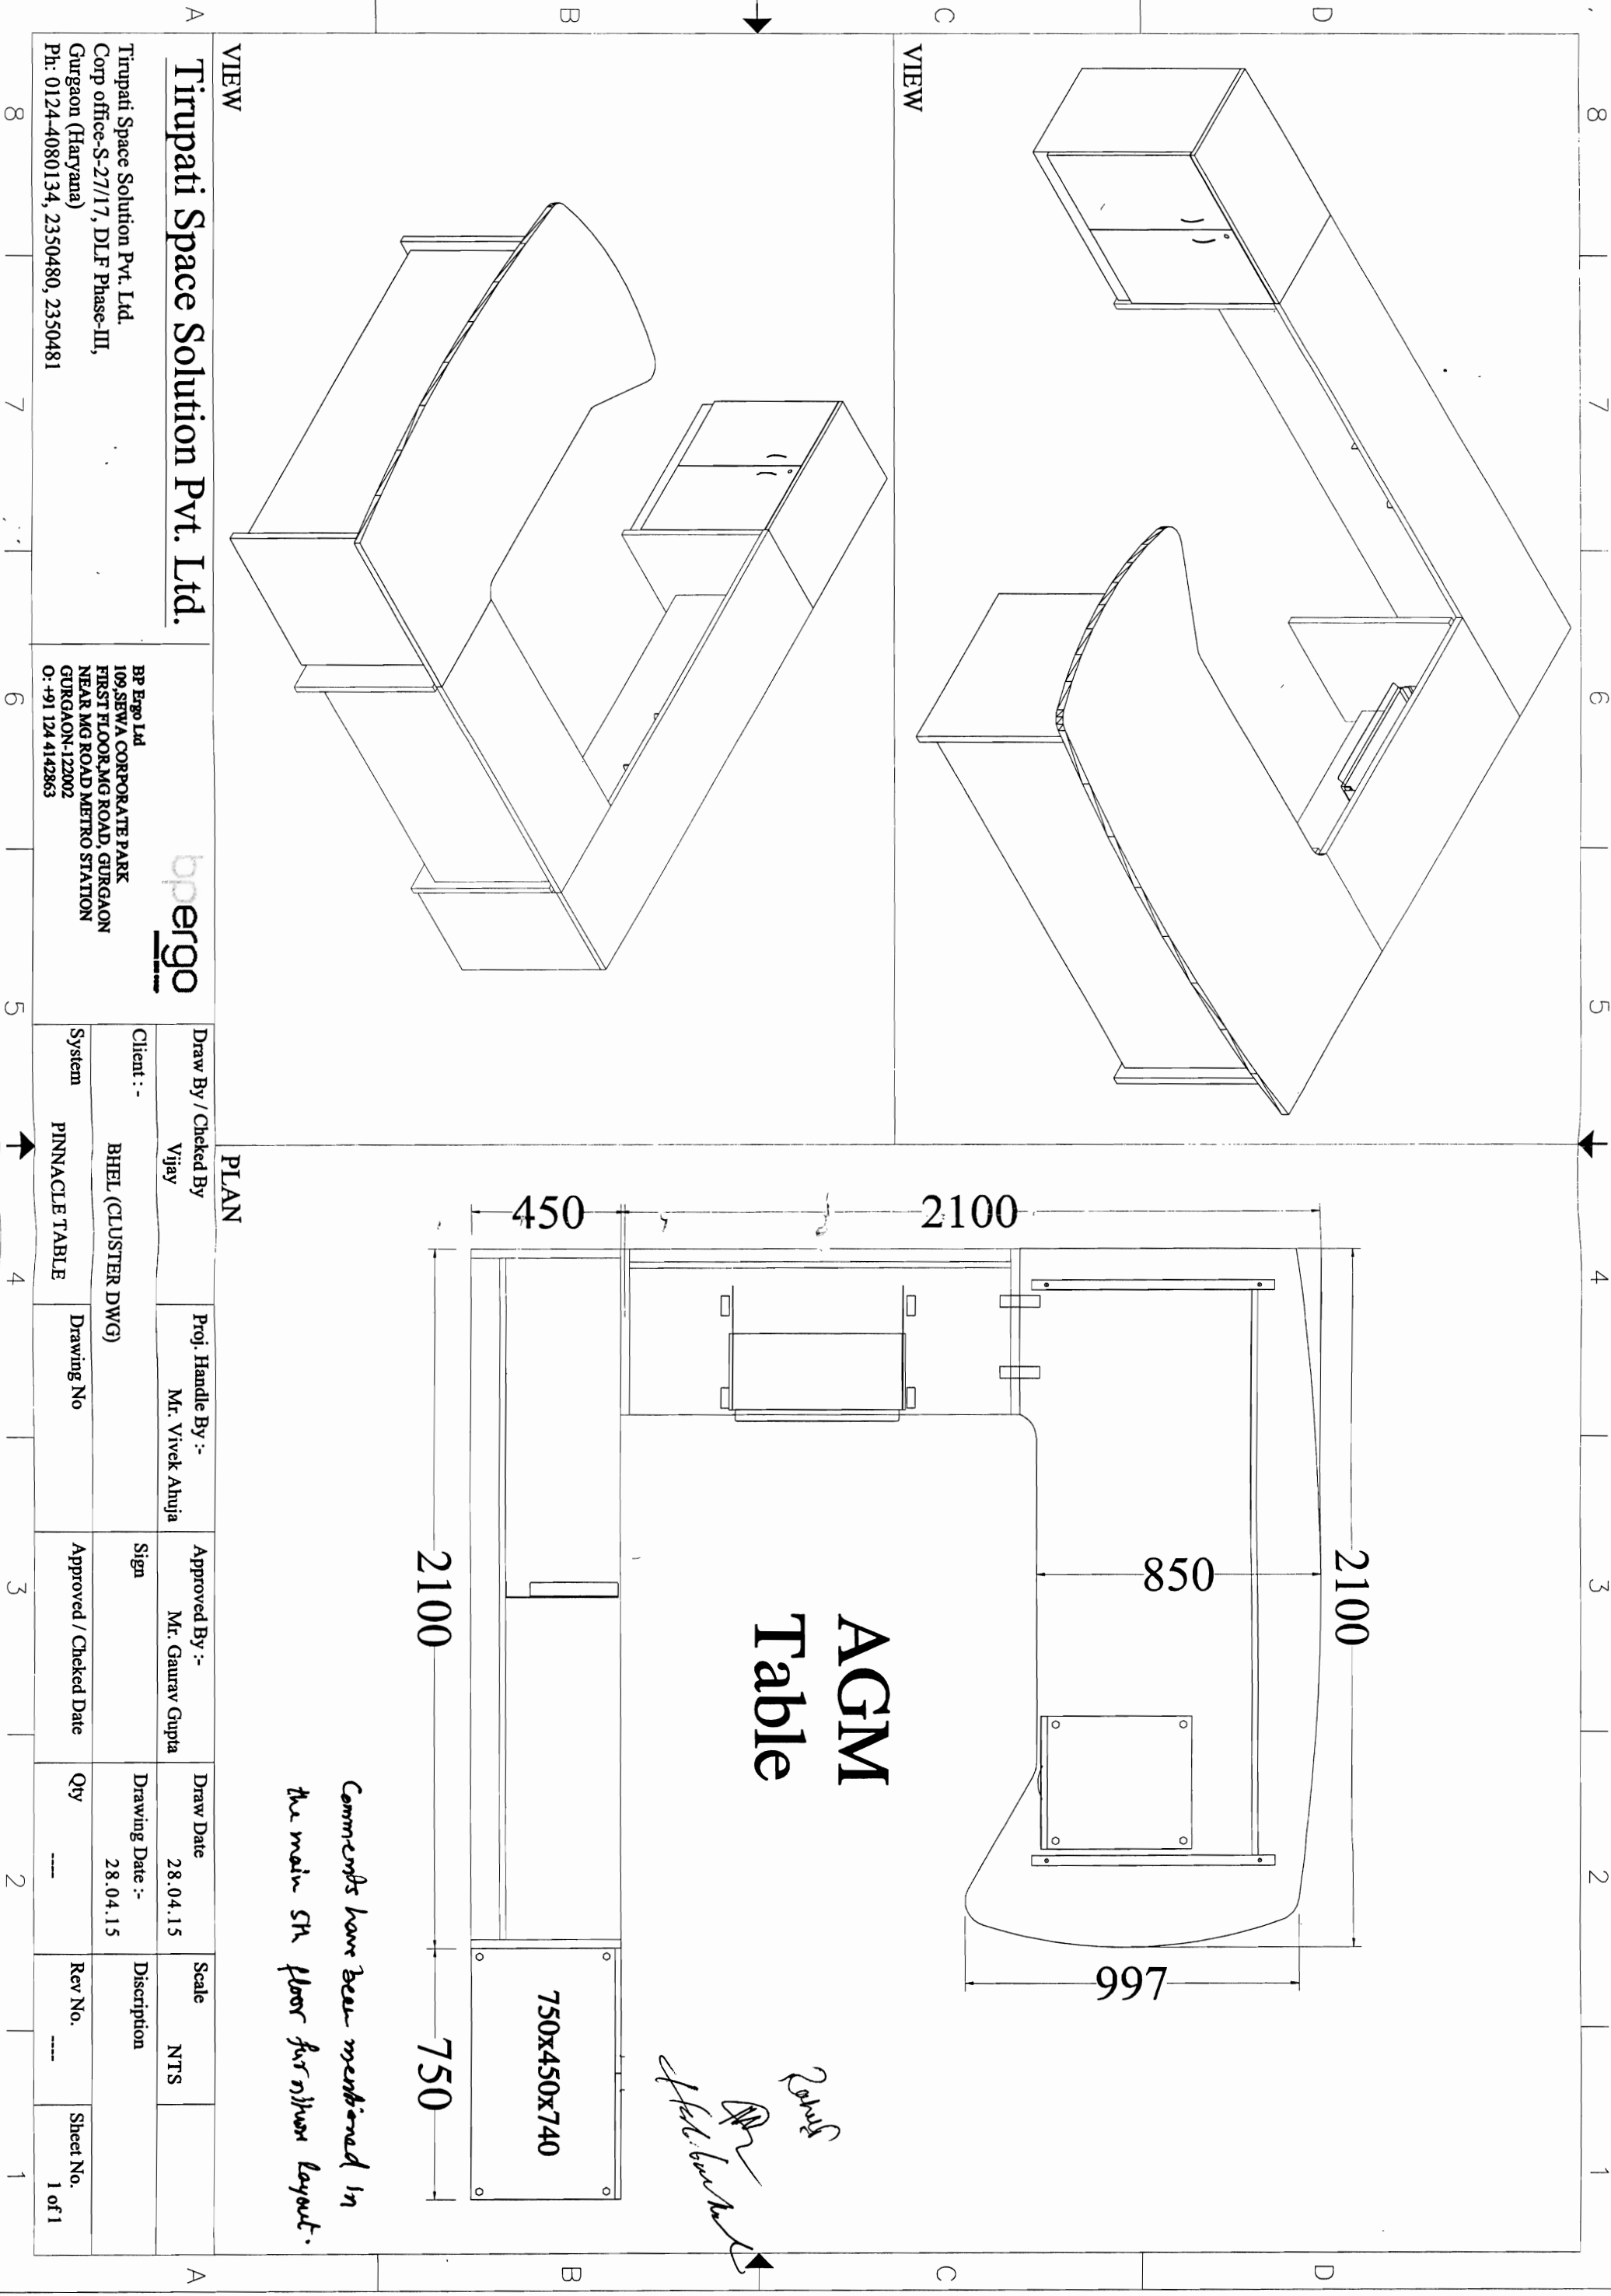 8 7 6 5 4 3 2 1
D
C
B
A
VIEW
VIEW
PLAN
2100
850
2100
450
997
AGM
Table
2100
750
750x450x740
Comments have been mentioned in
the main 5th floor furniture layout.
Tirupati Space Solution Pvt. Ltd.
Tirupati Space Solution Pvt. Ltd.
Corp office-S-27/17, DLF Phase-III,
Gurgaon (Haryana)
Ph: 0124-4080134, 2350480, 2350481
bpergo
BP Ergo Ltd
109,SEWA CORPORATE PARK
FIRST FLOOR,MG ROAD, GURGAON
NEAR MG ROAD METRO STATION
GURGAON-122002
O:+91 124 4142863
Draw By / Cheked By
Vijay
Proj. Handle By :-
Mr. Vivek Ahuja
Approved By :-
Mr. Gaurav Gupta
Draw Date
28.04.15
Scale
NTS
Client : -
BHEL (CLUSTER DWG)
Sign
Drawing Date :-
28.04.15
Discription
System
PINNACLE TABLE
Drawing No
Approved / Cheked Date
Qty
----
Rev No.
----
Sheet No.
1 of 1
D
C
B
A
8 7 6 5 4 3 2 1